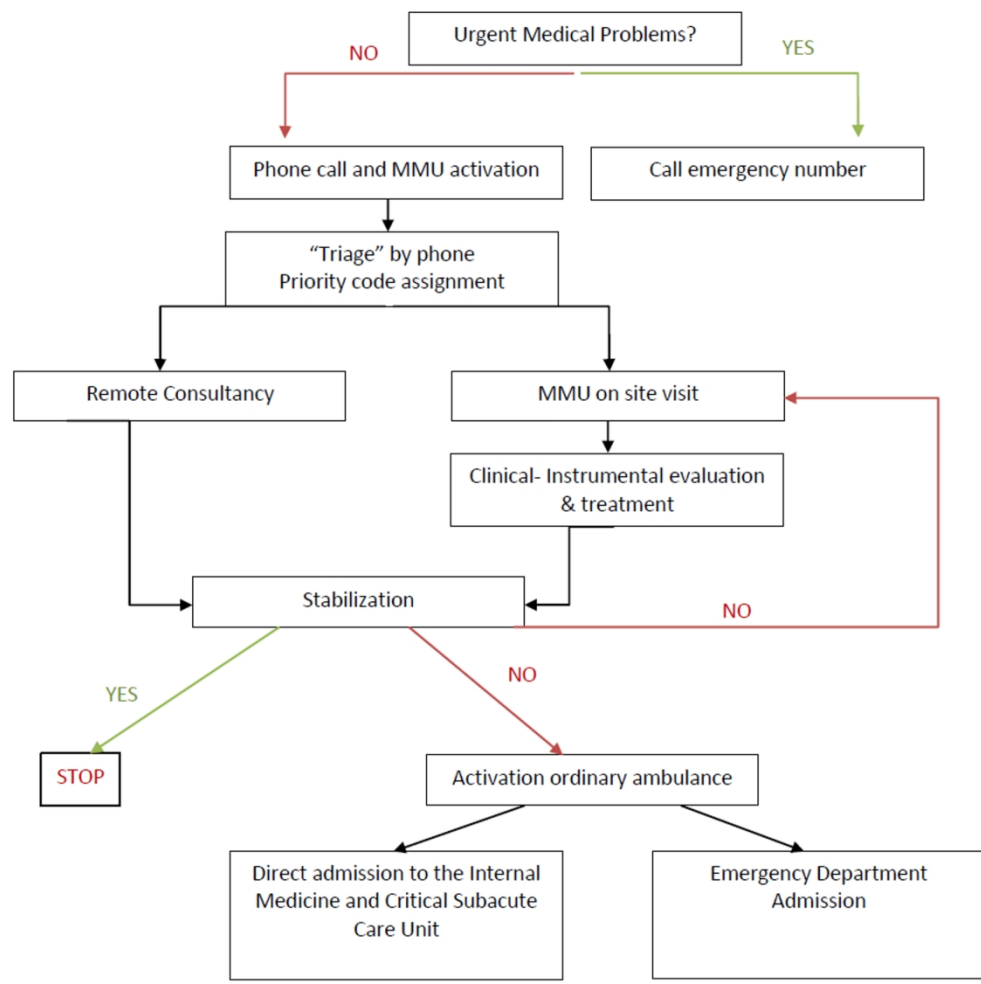 Urgent Medical Problems?
NO
YES
Phone call and MMU activation
Call emergency number
“Triage” by phone
Priority code assignment
Remote Consultancy
MMU on site visit
Clinical- Instrumental evaluation
& treatment
Stabilization
NO
YES
NO
STOP
Activation ordinary ambulance
Direct admission to the Internal
Medicine and Critical Subacute
Care Unit
Emergency Department
Admission